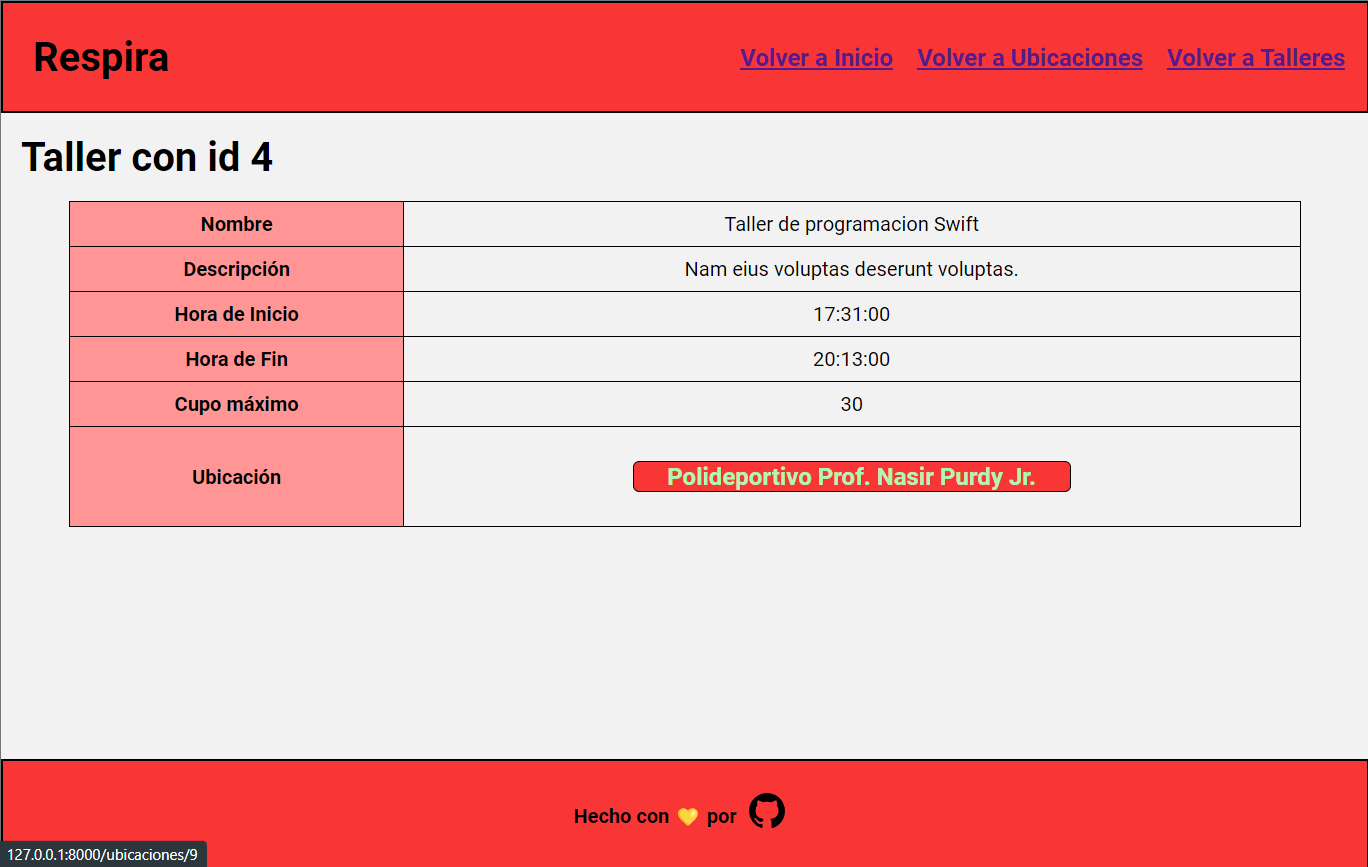 Respira
Volver a Inicio Volver a Ubicaciones Volver a Talleres
Taller con id 4
Nombre Taller de programacion Swift
Descripción Nam eius voluptas deserunt voluptas.
Hora de Inicio 17:31:00
Hora de Fin 20:13:00
Cupo máximo 30
Ubicación Polideportivo Prof. Nasir Purdy Jr.
Hecho con 💛 por
127.0.0.1:8000/ubicaciones/9